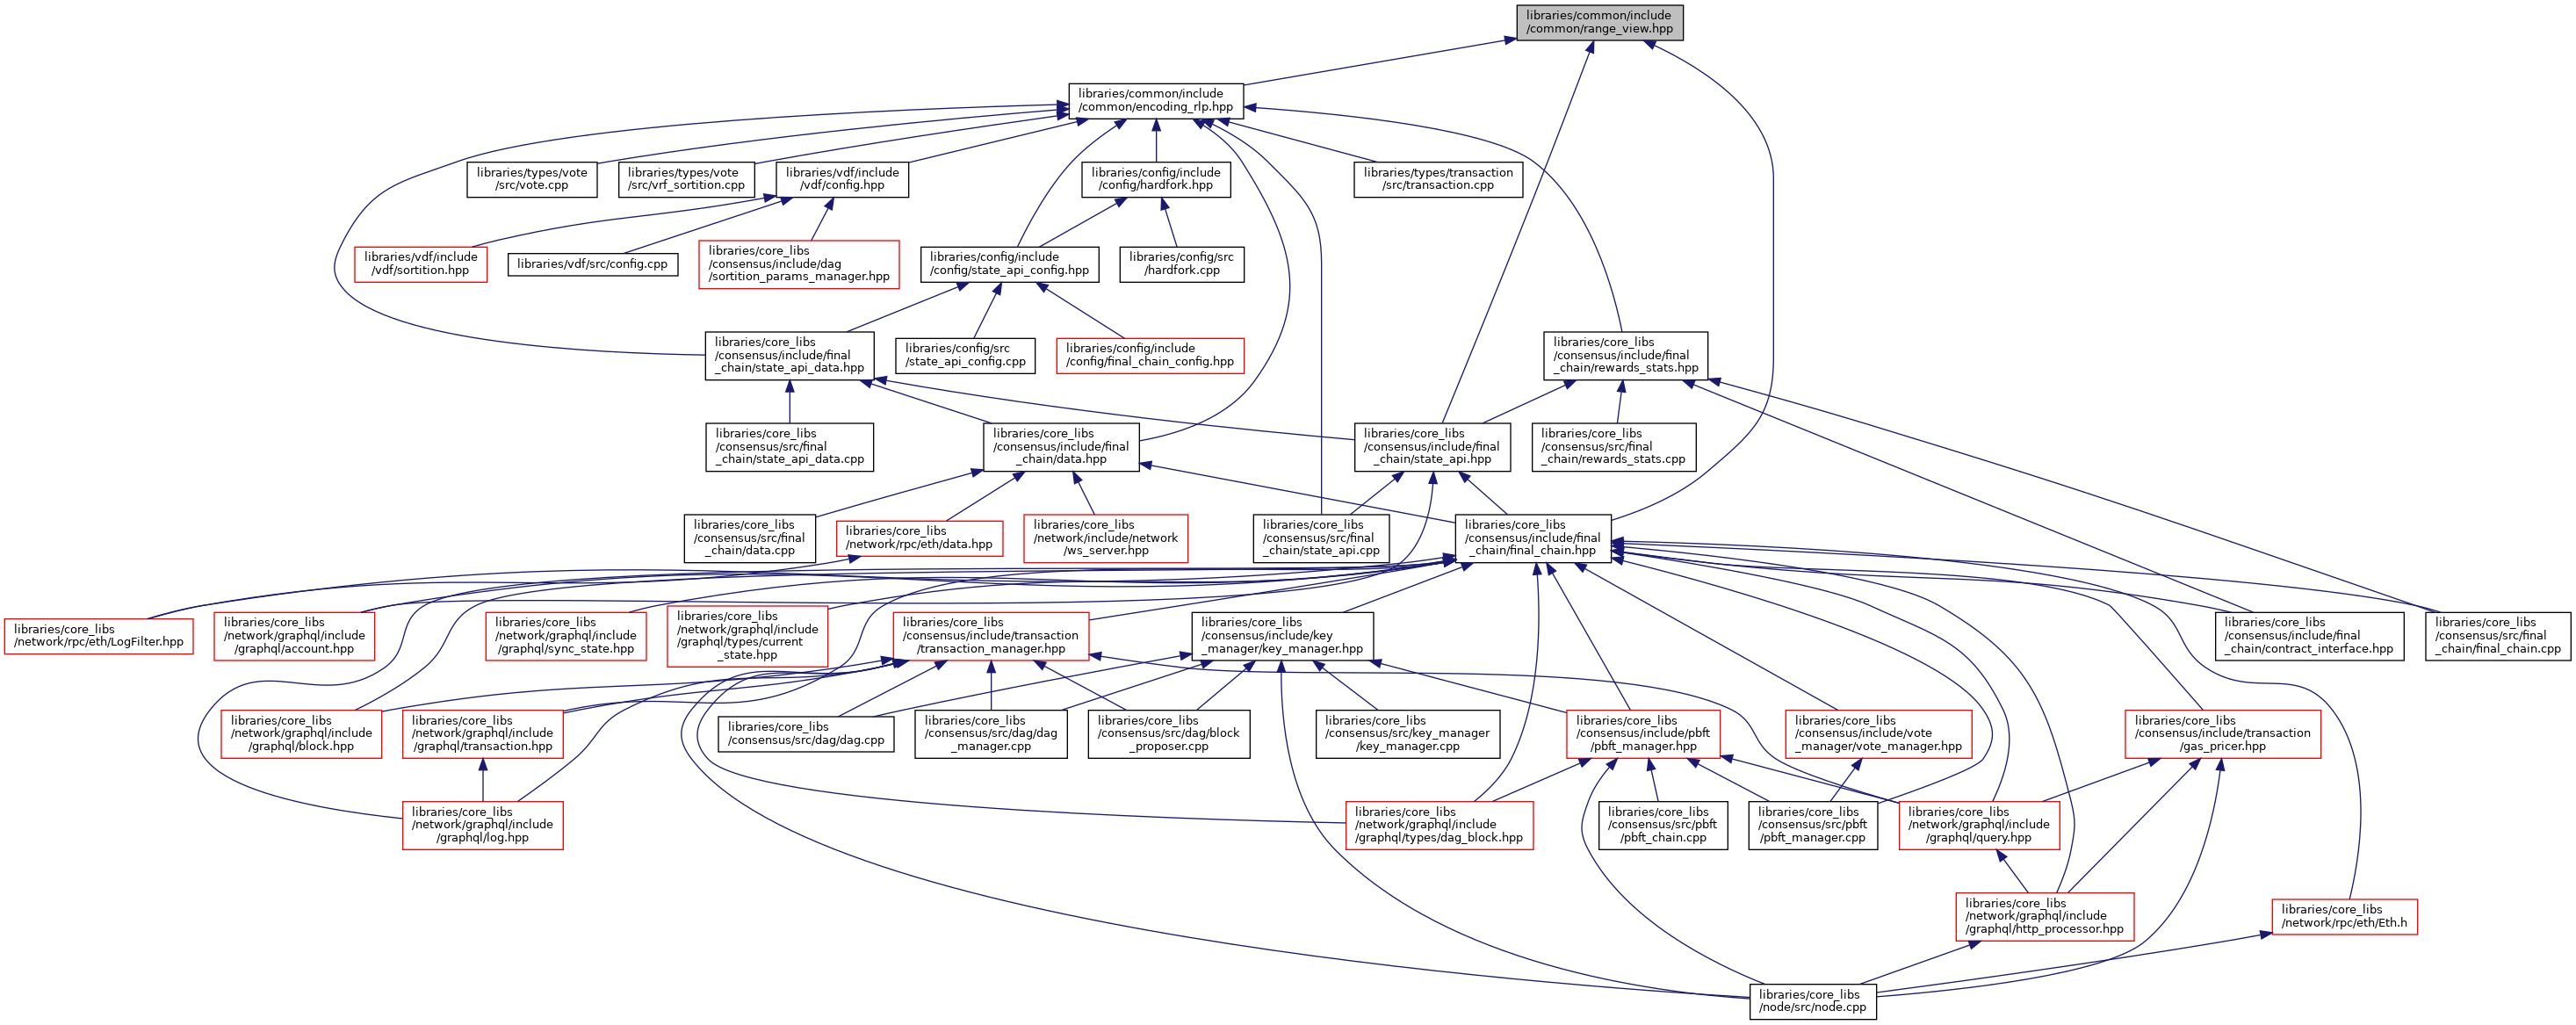 libraries/common/include
/common/range_view.hpp
libraries/common/include
/common/encoding_rlp.hpp
libraries/types/vote
/src/vote.cpp
libraries/types/vote
/src/vrf_sortition.cpp
libraries/vdf/include
/vdf/config.hpp
libraries/config/include
/config/hardfork.hpp
libraries/types/transaction
/src/transaction.cpp
libraries/vdf/include
/vdf/sortition.hpp
libraries/vdf/src/config.cpp
libraries/core_libs
/consensus/include/dag
/sortition_params_manager.hpp
libraries/config/include
/config/state_api_config.hpp
libraries/config/src
/hardfork.cpp
libraries/core_libs
/consensus/include/final
_chain/state_api_data.hpp
libraries/config/src
/state_api_config.cpp
libraries/config/include
/config/final_chain_config.hpp
libraries/core_libs
/consensus/include/final
_chain/rewards_stats.hpp
libraries/core_libs
/consensus/src/final
_chain/state_api_data.cpp
libraries/core_libs
/consensus/include/final
_chain/data.hpp
libraries/core_libs
/consensus/include/final
_chain/state_api.hpp
libraries/core_libs
/consensus/src/final
_chain/rewards_stats.cpp
libraries/core_libs
/consensus/src/final
_chain/data.cpp
libraries/core_libs
/network/rpc/eth/data.hpp
libraries/core_libs
/network/include/network
/ws_server.hpp
libraries/core_libs
/consensus/src/final
_chain/state_api.cpp
libraries/core_libs
/consensus/include/final
_chain/final_chain.hpp
libraries/core_libs
/network/rpc/eth/LogFilter.hpp
libraries/core_libs
/network/graphql/include
/graphql/account.hpp
libraries/core_libs
/network/graphql/include
/graphql/sync_state.hpp
libraries/core_libs
/network/graphql/include
/graphql/types/current
_state.hpp
libraries/core_libs
/consensus/include/transaction
/transaction_manager.hpp
libraries/core_libs
/consensus/include/key
_manager/key_manager.hpp
libraries/core_libs
/consensus/include/final
_chain/contract_interface.hpp
libraries/core_libs
/consensus/src/final
_chain/final_chain.cpp
libraries/core_libs
/network/graphql/include
/graphql/block.hpp
libraries/core_libs
/network/graphql/include
/graphql/transaction.hpp
libraries/core_libs
/consensus/src/dag/dag.cpp
libraries/core_libs
/consensus/src/dag/dag
_manager.cpp
libraries/core_libs
/consensus/src/dag/block
_proposer.cpp
libraries/core_libs
/consensus/src/key_manager
/key_manager.cpp
libraries/core_libs
/consensus/include/pbft
/pbft_manager.hpp
libraries/core_libs
/consensus/include/vote
_manager/vote_manager.hpp
libraries/core_libs
/consensus/include/transaction
/gas_pricer.hpp
libraries/core_libs
/network/graphql/include
/graphql/log.hpp
libraries/core_libs
/network/graphql/include
/graphql/types/dag_block.hpp
libraries/core_libs
/consensus/src/pbft
/pbft_chain.cpp
libraries/core_libs
/consensus/src/pbft
/pbft_manager.cpp
libraries/core_libs
/network/graphql/include
/graphql/query.hpp
libraries/core_libs
/network/graphql/include
/graphql/http_processor.hpp
libraries/core_libs
/network/rpc/eth/Eth.h
libraries/core_libs
/node/src/node.cpp